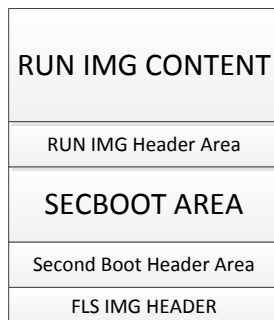 RUN IMG CONTENT
RUN IMG Header Area
SECBOOT AREA
Second Boot Header Area
FLS IMG HEADER